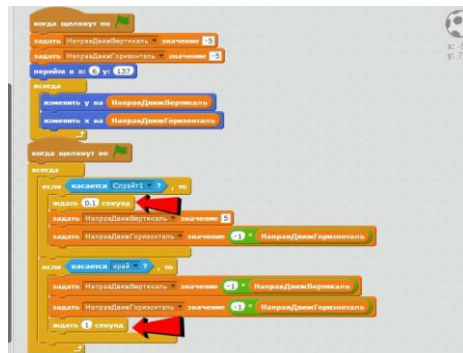 когда щелкнут по
задать НаправДвижВертикаль значение -5
задать НаправДвижГоризонталь значение -5
перейти в x: 6 y: 137
всегда
изменить y на НаправДвижВертикаль
изменить x на НаправДвижГоризонталь
когда щелкнут по
всегда
если касается Спрайт1 ? , то
ждать 0.1 секунд
задать НаправДвижВертикаль значение 5
задать НаправДвижГоризонталь значение -1 * НаправДвижГоризонталь
если касается край ? , то
задать НаправДвижВертикаль значение -1 * НаправДвижВертикаль
задать НаправДвижГоризонталь значение -1 * НаправДвижГоризонталь
ждать 1 секунд